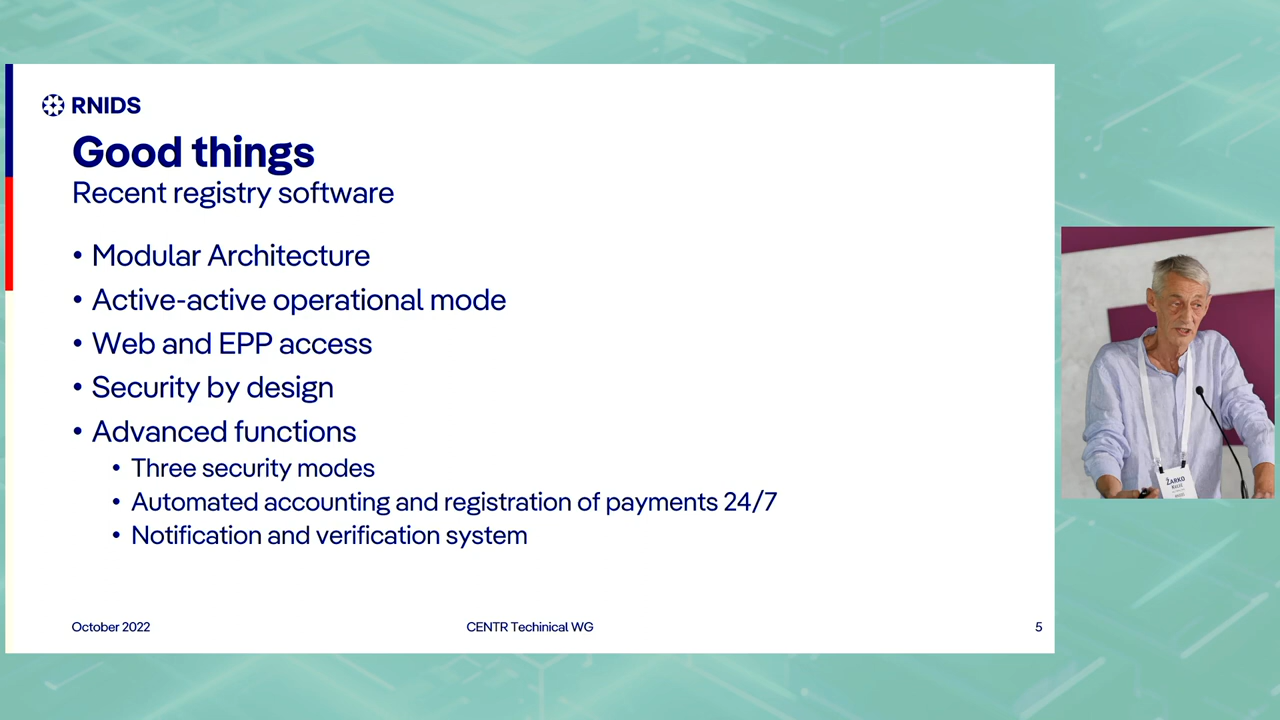 RNIDS
Good things
Recent registry software
• Modular Architecture
• Active-active operational mode
• Web and EPP access
• Security by design
• Advanced functions
• Three security modes
• Automated accounting and registration of payments 24/7
• Notification and verification system
October 2022
CENTR Techinical WG
5
ŽARKO